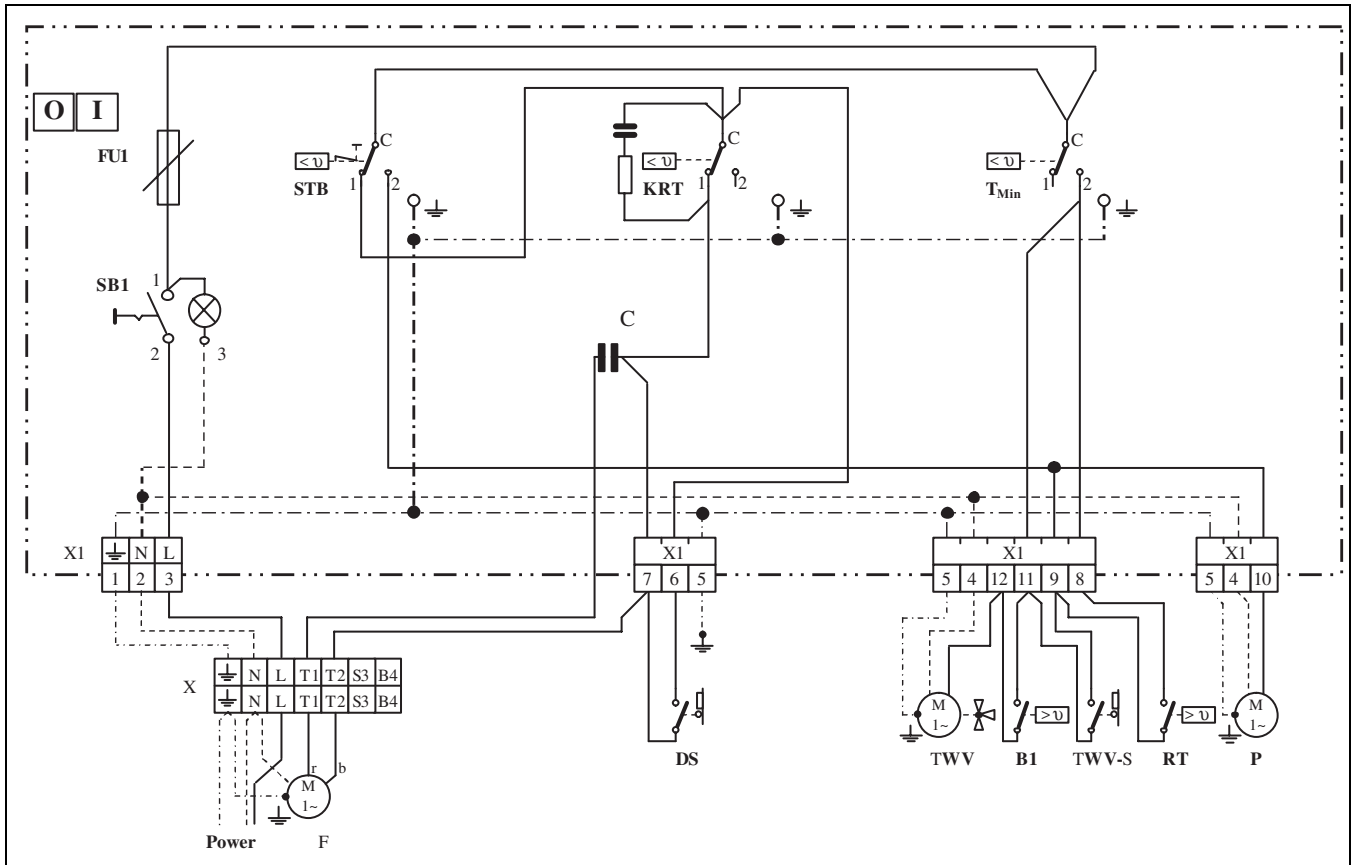 O I
FU1
C
< υ
STB
1 2
C
< υ
KRT
1 2
C
< υ
TMin
1 2
SB1
1
2 3
C
X1
N L
1 2 3
X1
7 6 5
X1
5 4 12 11 9 8
X1
5 4 10
X
N L T1 T2 S3 B4
N L T1 T2 S3 B4
r b
M
1~
Power F
DS
M
1~
TWV
> υ
B1
TWV-S
> υ
RT
M
1~
P